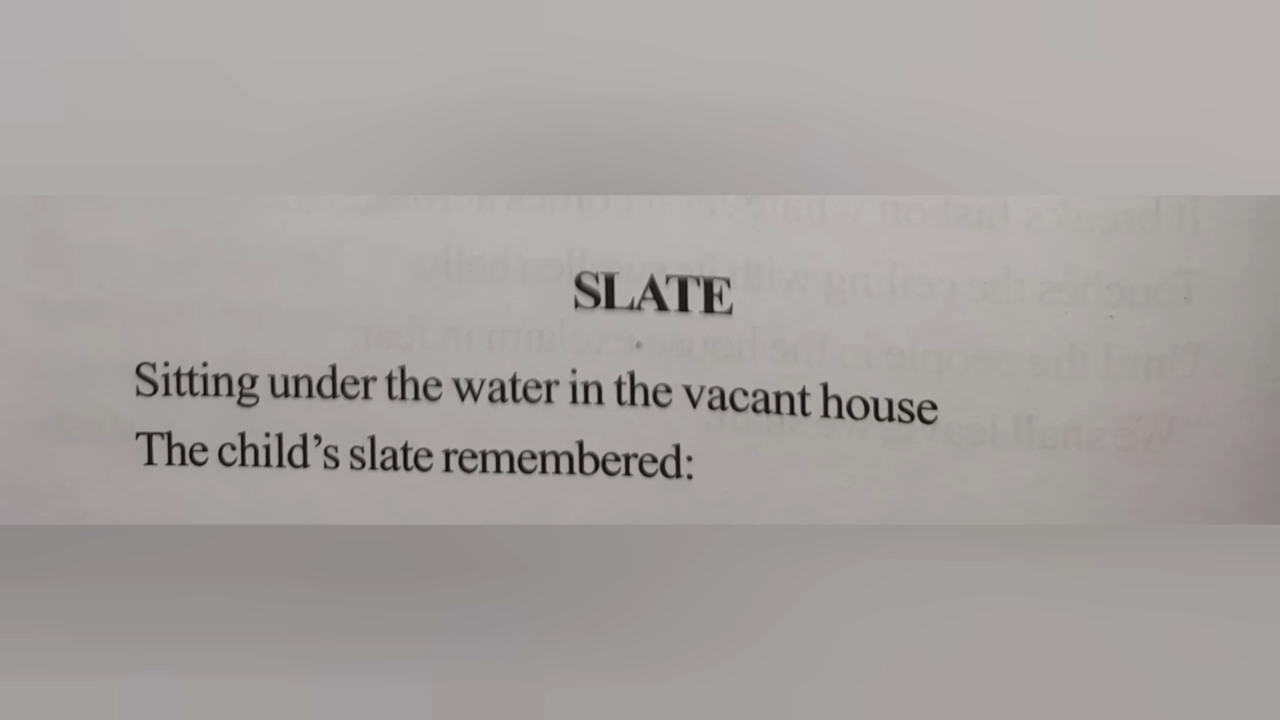 SLATE
Sitting under the water in the vacant house
The child's slate remembered: